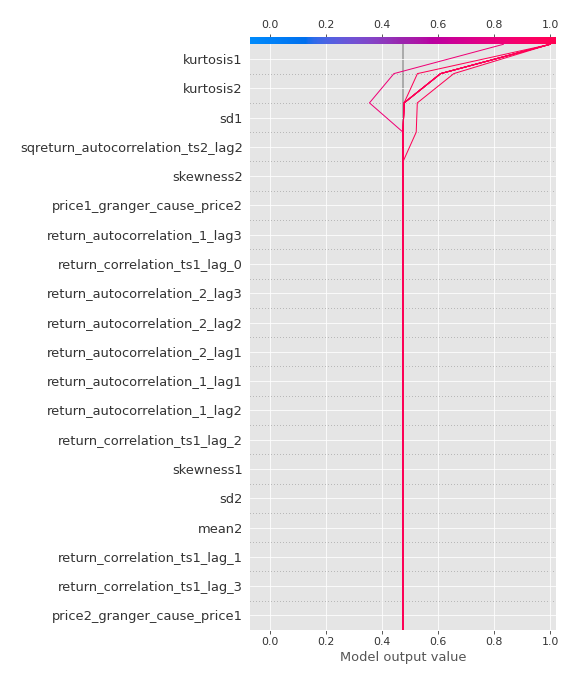 0.0 0.2 0.4 0.6 0.8 1.0
kurtosis1
kurtosis2
sd1
sqreturn_autocorrelation_ts2_lag2
skewness2
price1_granger_cause_price2
return_autocorrelation_1_lag3
return_correlation_ts1_lag_0
return_autocorrelation_2_lag3
return_autocorrelation_2_lag2
return_autocorrelation_2_lag1
return_autocorrelation_1_lag1
return_autocorrelation_1_lag2
return_correlation_ts1_lag_2
skewness1
sd2
mean2
return_correlation_ts1_lag_1
return_correlation_ts1_lag_3
price2_granger_cause_price1
0.0 0.2 0.4 0.6 0.8 1.0
Model output value